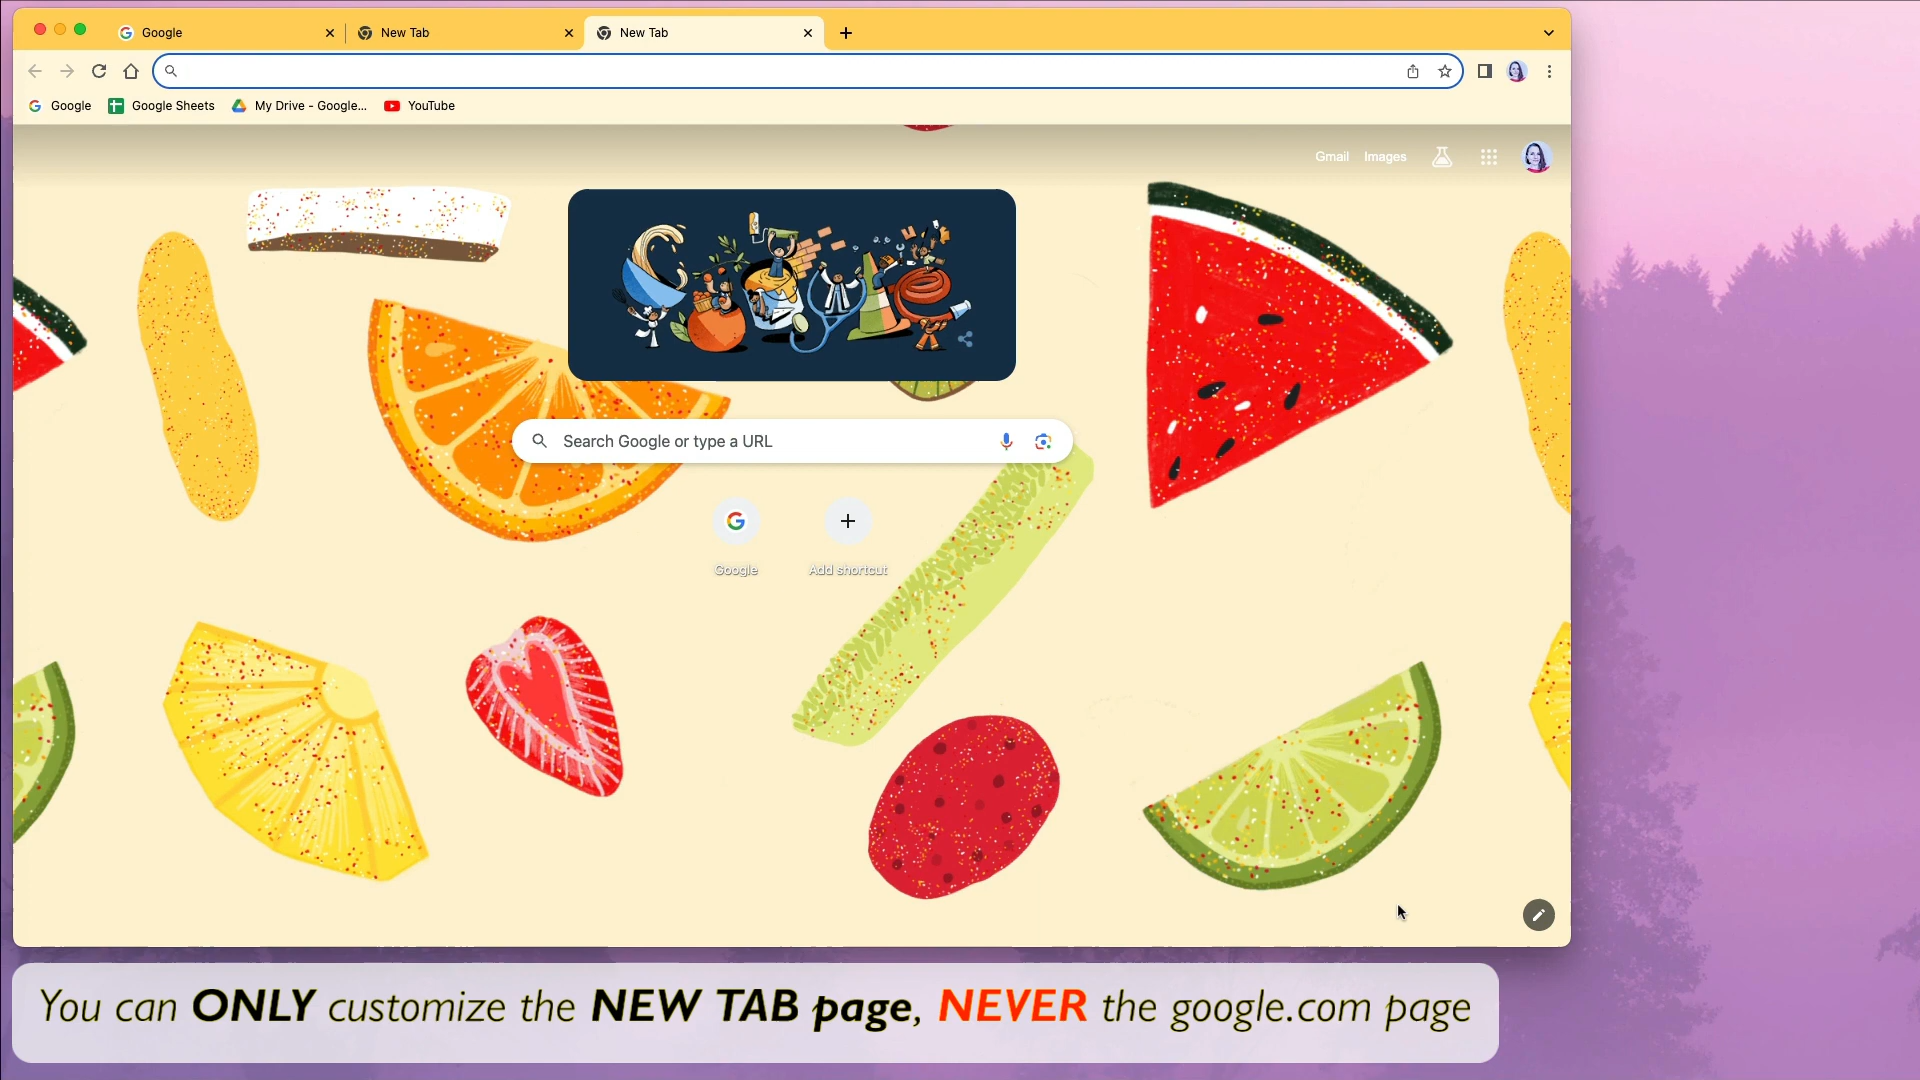 Google
New Tab
New Tab
Google
Google Sheets
My Drive - Google...
YouTube
Gmail
Images
Search Google or type a URL
Google
Add shortcut
You can ONLY customize the NEW TAB page, NEVER the google.com page